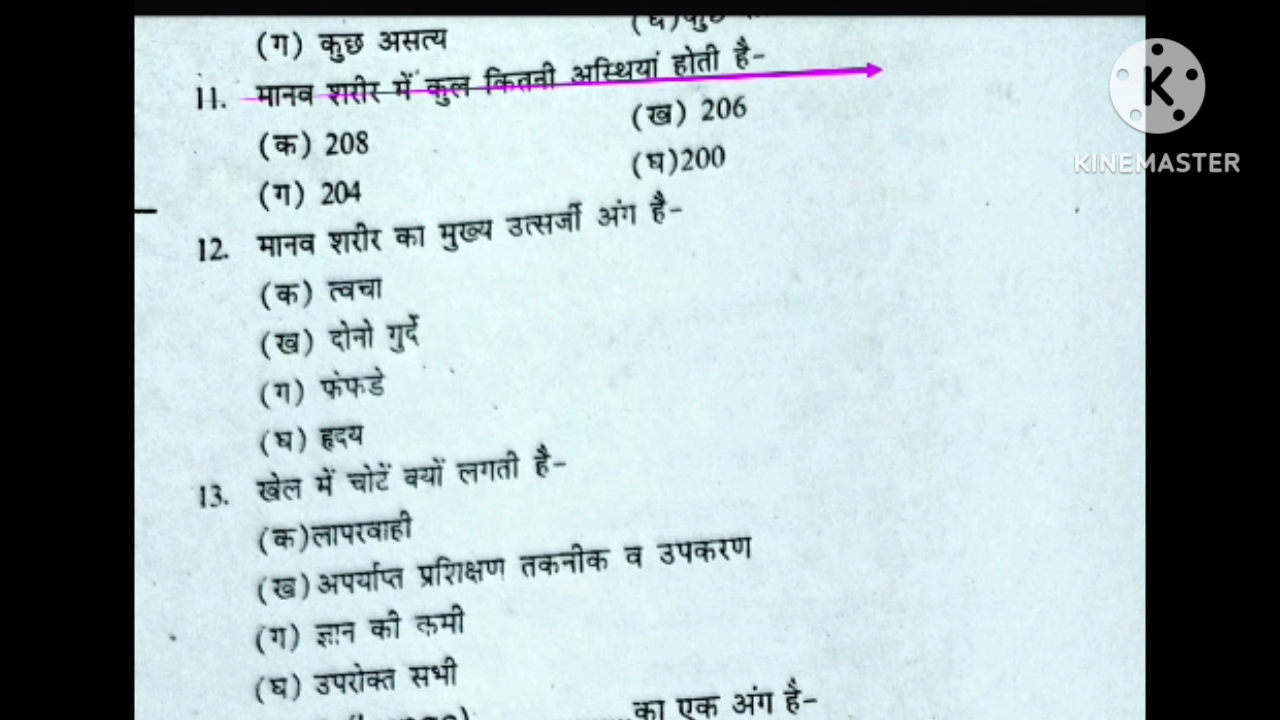 (ग) कुछ असत्य
11. मानव शरीर में कुल कितनी अस्थियां होती है-
(क) 208
(ख) 206
(ग) 204
(घ)200
12. मानव शरीर का मुख्य उत्सर्जी अंग है-
(क) त्वचा
(ख) दोनो गुर्दे
(ग) फंफडे
(घ) हृदय
13. खेल में चोटें क्यों लगती है-
(क)लापरवाही
(ख)अपर्याप्त प्रशिक्षण तकनीक व उपकरण
(ग) ज्ञान की कमी
(घ) उपरोक्त सभी
का एक अंग है-
K
KINEMASTER